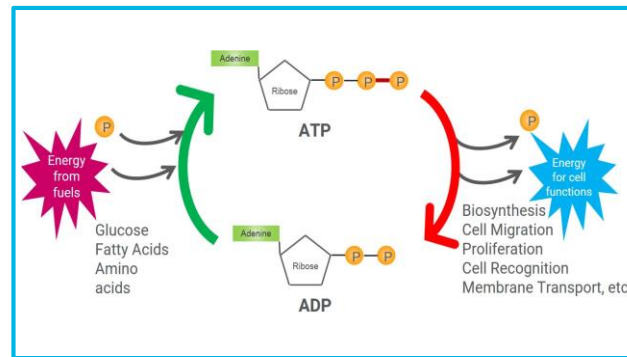 Adenine
Ribose
P P P
ATP
P
Energy
from
fuels
Glucose
Fatty Acids
Amino
acids
P
Energy
for cell
functions
Biosynthesis
Cell Migration
Proliferation
Cell Recognition
Membrane Transport, etc
Adenine
Ribose
P P
ADP